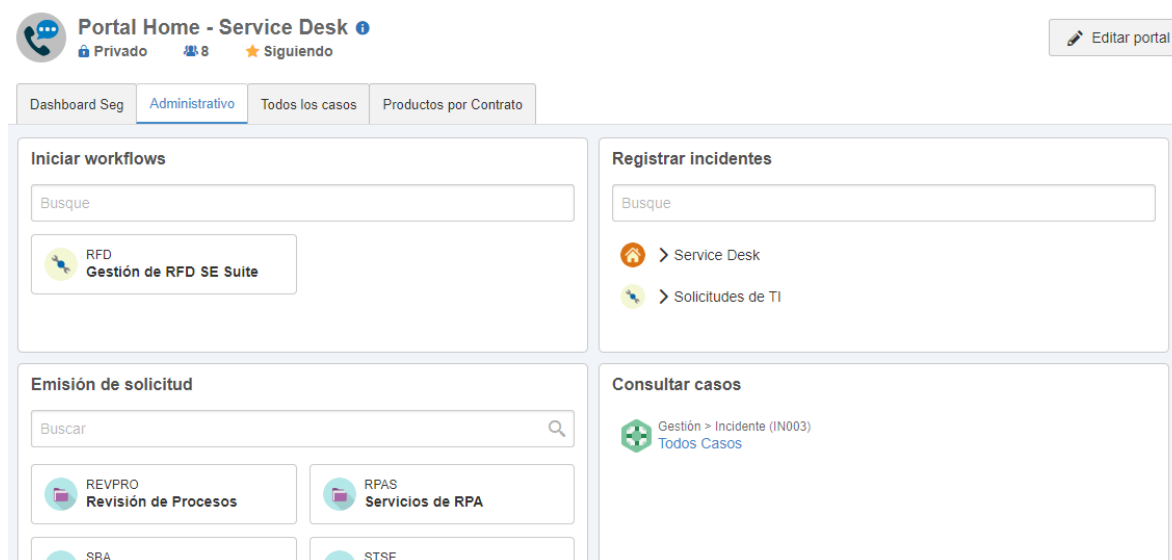 Portal Home - Service Desk
Privado 8 Siguiendo
Editar portal
Dashboard Seg Administrativo Todos los casos Productos por Contrato
Iniciar workflows
Busque
RFD
Gestión de RFD SE Suite
Registrar incidentes
Busque
Service Desk
Solicitudes de TI
Emisión de solicitud
Buscar
REVPRO
Revisión de Procesos
RPAS
Servicios de RPA
SBA
STSE
Consultar casos
Gestión > Incidente (IN003)
Todos Casos